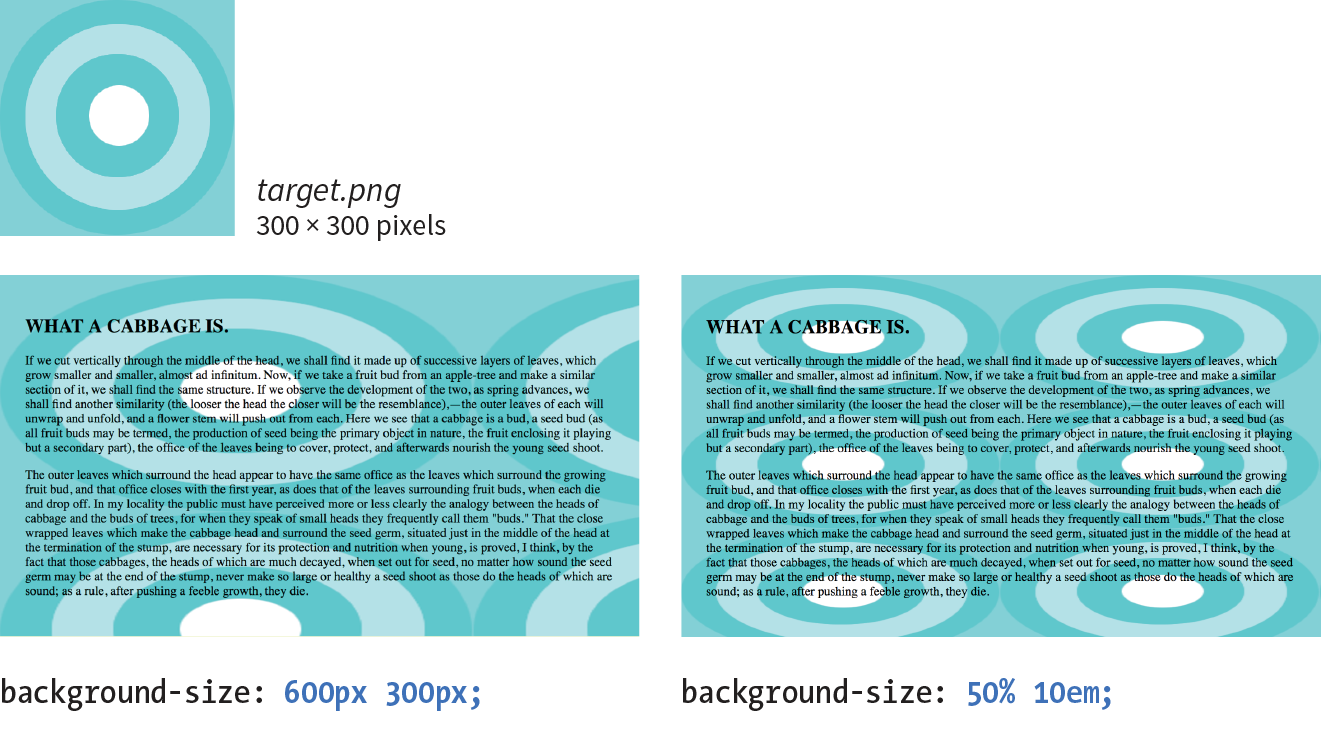 target.png
300 × 300 pixels
WHAT A CABBAGE IS.
If we cut vertically through the middle of the head, we shall find it made up of successive layers of leaves, which
grow smaller and smaller, almost ad infinitum. Now, if we take a fruit bud from an apple-tree and make a similar
section of it, we shall find the same structure. If we observe the development of the two, as spring advances, we
shall find another similarity (the looser the head the closer will be the resemblance),—the outer leaves of each will
unwrap and unfold, and a flower stem will push out from each. Here we see that a cabbage is a bud, a seed bud (as
all fruit buds may be termed, the production of seed being the primary object in nature, the fruit enclosing it playing
but a secondary part), the office of the leaves being to cover, protect, and afterwards nourish the young seed shoot.
The outer leaves which surround the head appear to have the same office as the leaves which surround the growing
fruit bud, and that office closes with the first year, as does that of the leaves surrounding fruit buds, when each die
and drop off. In my locality the public must have perceived more or less clearly the analogy between the heads of
cabbage and the buds of trees, for when they speak of small heads they frequently call them "buds." That the close
wrapped leaves which make the cabbage head and surround the seed germ, situated just in the middle of the head at
the termination of the stump, are necessary for its protection and nutrition when young, is proved, I think, by the
fact that those cabbages, the heads of which are much decayed, when set out for seed, no matter how sound the seed
germ may be at the end of the stump, never make so large or healthy a seed shoot as those do the heads of which are
sound; as a rule, after pushing a feeble growth, they die.
background-size: 600px 300px;
WHAT A CABBAGE IS.
If we cut vertically through the middle of the head, we shall find it made up of successive layers of leaves, which
grow smaller and smaller, almost ad infinitum. Now, if we take a fruit bud from an apple-tree and make a similar
section of it, we shall find the same structure. If we observe the development of the two, as spring advances, we
shall find another similarity (the looser the head the closer will be the resemblance),—the outer leaves of each will
unwrap and unfold, and a flower stem will push out from each. Here we see that a cabbage is a bud, a seed bud (as
all fruit buds may be termed, the production of seed being the primary object in nature, the fruit enclosing it playing
but a secondary part), the office of the leaves being to cover, protect, and afterwards nourish the young seed shoot.
The outer leaves which surround the head appear to have the same office as the leaves which surround the growing
fruit bud, and that office closes with the first year, as does that of the leaves surrounding fruit buds, when each die
and drop off. In my locality the public must have perceived more or less clearly the analogy between the heads of
cabbage and the buds of trees, for when they speak of small heads they frequently call them "buds." That the close
wrapped leaves which make the cabbage head and surround the seed germ, situated just in the middle of the head at
the termination of the stump, are necessary for its protection and nutrition when young, is proved, I think, by the
fact that those cabbages, the heads of which are much decayed, when set out for seed, no matter how sound the seed
germ may be at the end of the stump, never make so large or healthy a seed shoot as those do the heads of which are
sound; as a rule, after pushing a feeble growth, they die.
background-size: 50% 10em;